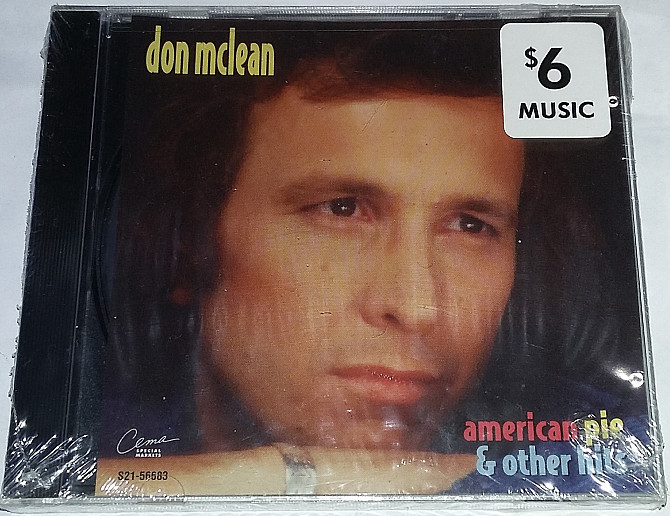 don mclean
$6
MUSIC
american pie
& other hits
Cema
SPECIAL
MARKETS
S21-56683